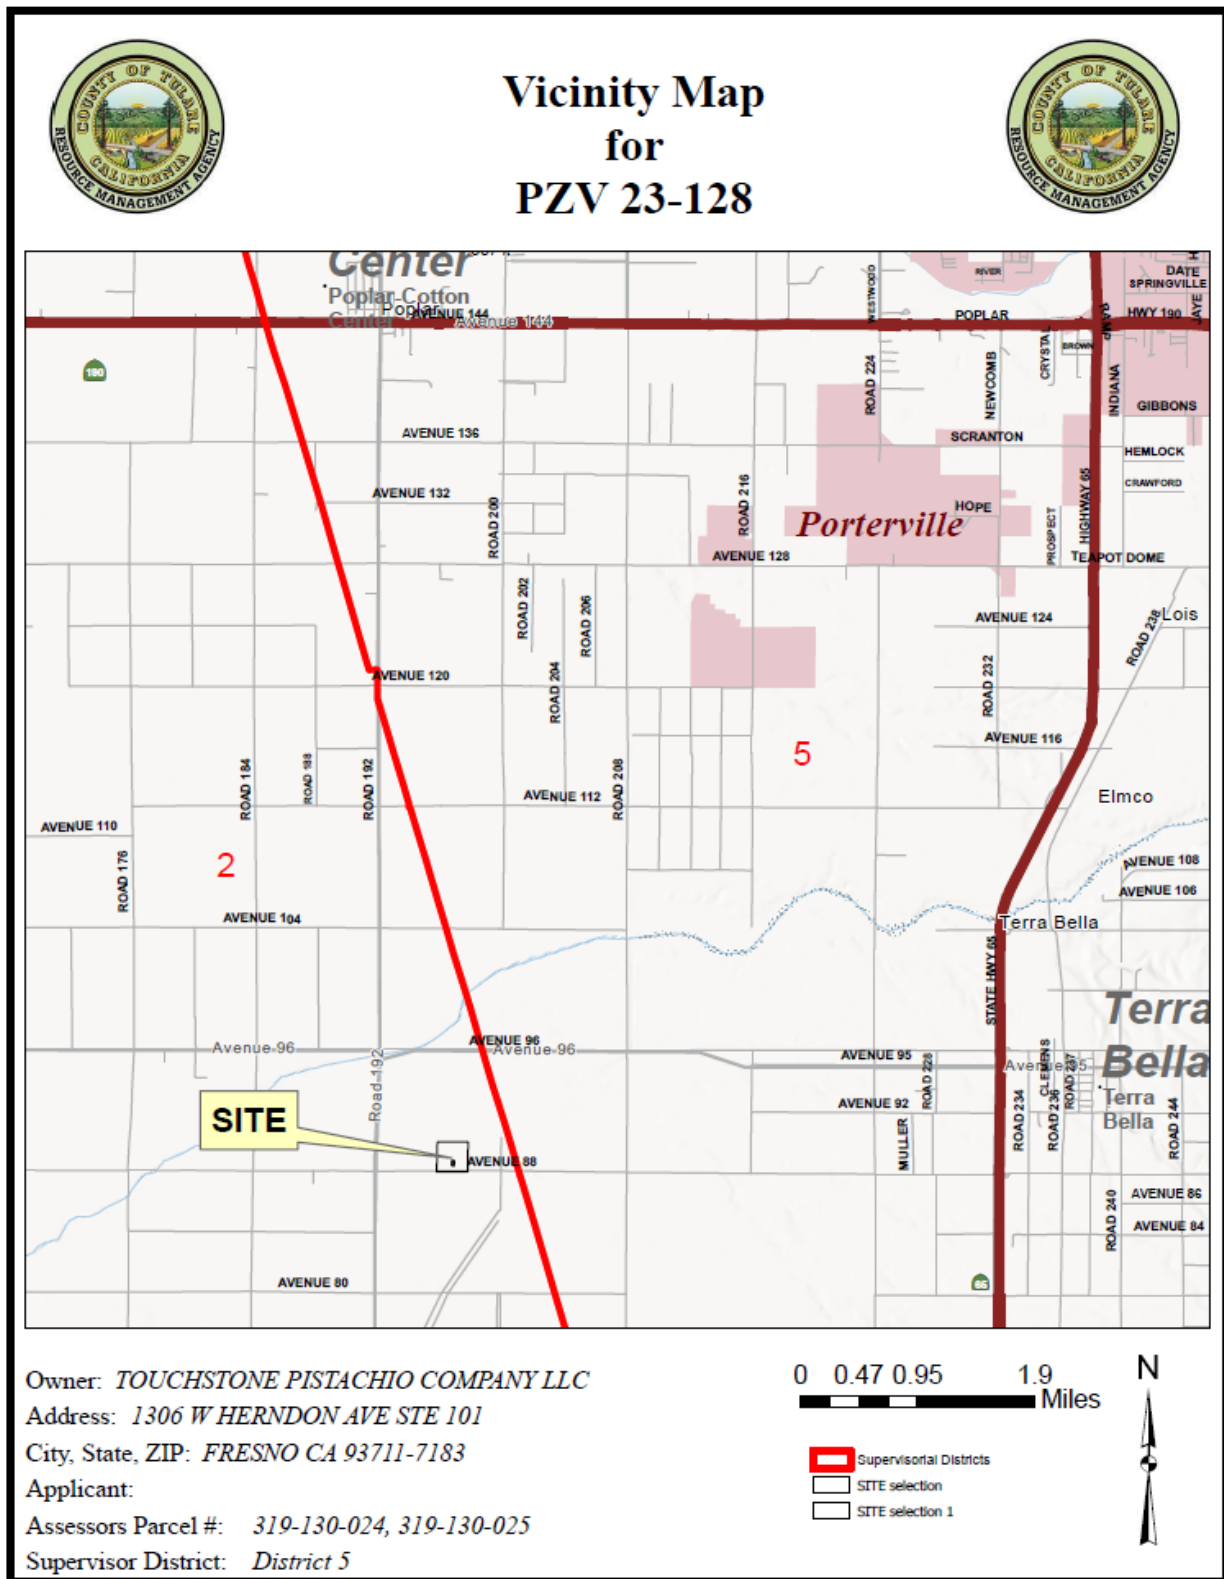 COUNTY OF TULARE
CALIFORNIA
RESOURCE MANAGEMENT AGENCY
Vicinity Map
for
PZV 23-128
COUNTY OF TULARE
CALIFORNIA
RESOURCE MANAGEMENT AGENCY
Center
Poplar-Cotton
Center
Poplar
AVENUE 144
Avenue 144
190
WESTWOOD
RIVER
POPLAR
RAMP
DATE
SPRINGVILLE
HWY 190
JAYE
H
BROWN
CRYSTAL
NEWCOMB
ROAD 224
INDIANA
GIBBONS
AVENUE 136
SCRANTON
HEMLOCK
CRAWFORD
AVENUE 132
ROAD 200
ROAD 216
HOPE
PROSPECT
HIGHWAY 65
Porterville
AVENUE 128
TEAPOT DOME
ROAD 202
ROAD 206
AVENUE 124
ROAD 238
Lois
AVENUE 120
ROAD 204
ROAD 232
AVENUE 116
5
ROAD 184
ROAD 188
ROAD 192
ROAD 208
AVENUE 112
Elmco
AVENUE 110
ROAD 176
2
AVENUE 108
AVENUE 106
AVENUE 104
Terra Bella
STATE HWY 65
Terra
Bella
Terra
Bella
AVENUE 96
Avenue 96
Avenue 96
Road 192
AVENUE 95
Avenue 95
ROAD 228
CLEMENS
ROAD 237
AVENUE 92
ROAD 234
ROAD 236
ROAD 244
MULLER
SITE
AVENUE 88
ROAD 240
AVENUE 86
AVENUE 84
AVENUE 80
65
Owner: TOUCHSTONE PISTACHIO COMPANY LLC
Address: 1306 W HERNDON AVE STE 101
City, State, ZIP: FRESNO CA 93711-7183
Applicant:
Assessors Parcel #: 319-130-024, 319-130-025
Supervisor District: District 5
0 0.47 0.95 1.9
Miles
N
Supervisorial Districts
SITE selection
SITE selection 1